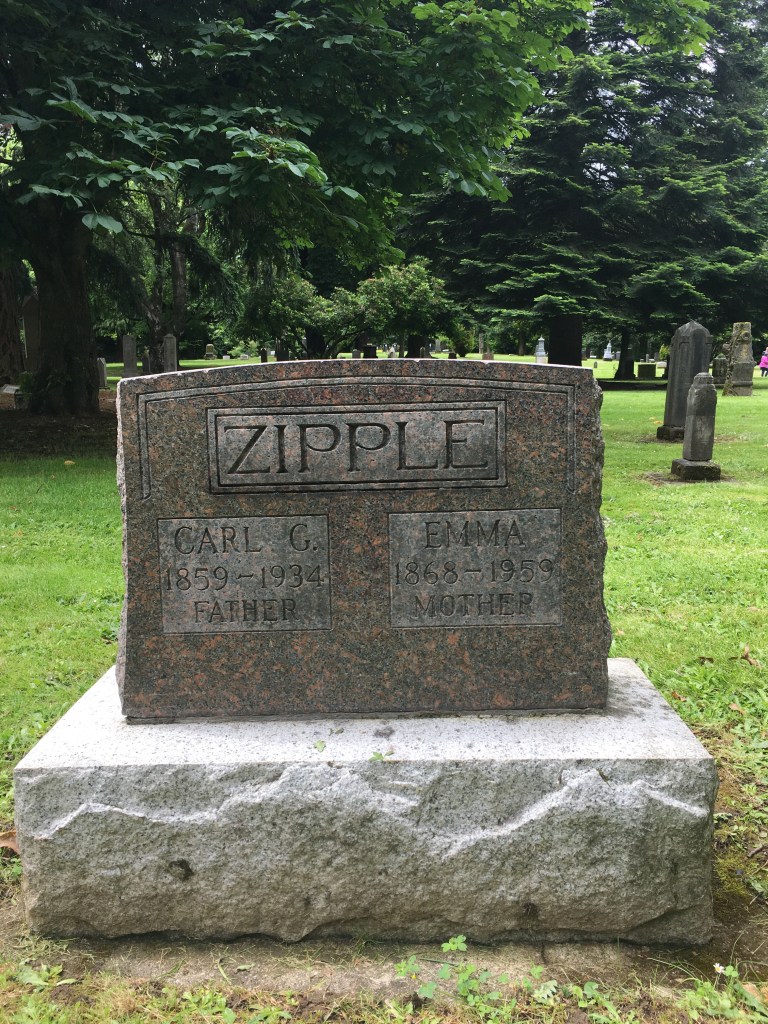 ZIPPLE
CARL G.
1859-1934
FATHER
EMMA
1868-1959
MOTHER